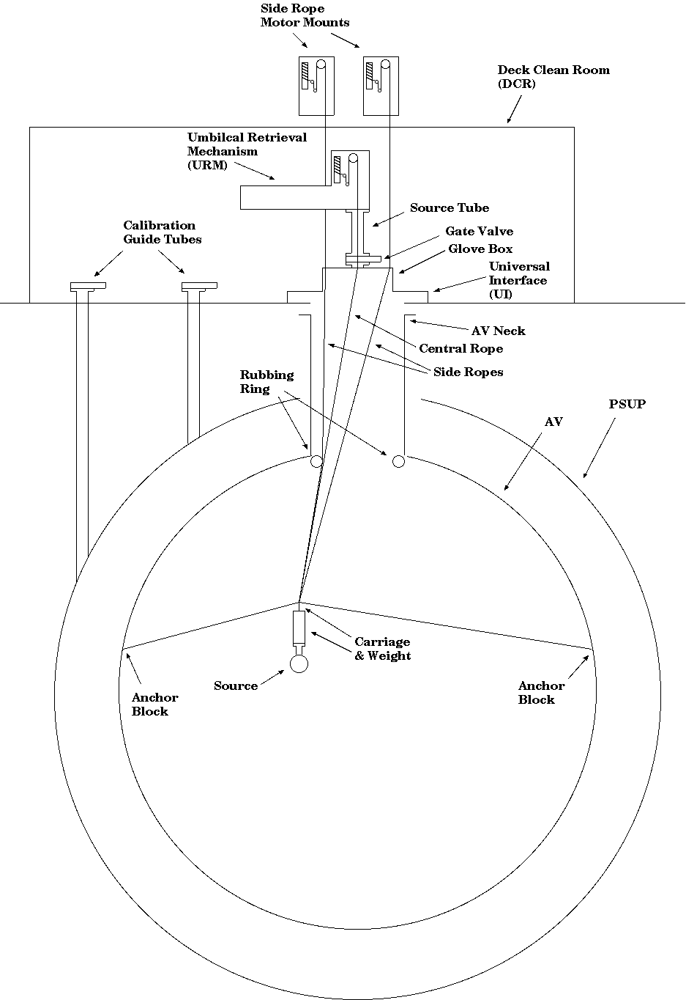 Side Rope
Motor Mounts
Deck Clean Room
(DCR)
Umbilcal Retrieval
Mechanism
(URM)
Source Tube
Calibration
Guide Tubes
Gate Valve
Glove Box
Universal
Interface
(UI)
AV Neck
Central Rope
Side Ropes
Rubbing
Ring
PSUP
AV
Carriage
& Weight
Source
Anchor
Block
Anchor
Block